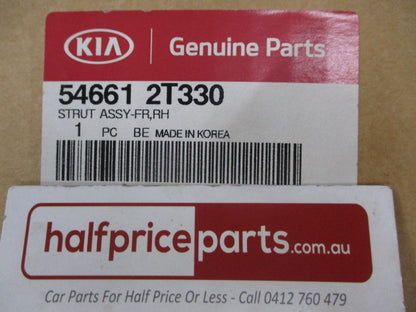 KIA Genuine Parts
54661 2T330
STRUT ASSY-FR,RH
1 PC BE MADE IN KOREA
halfpriceparts.com.au
Car Parts For Half Price Or Less - Call 0412 760 479